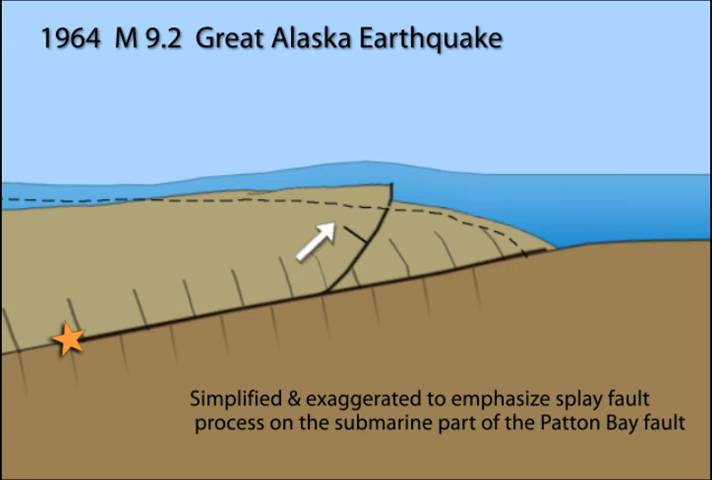 1964 M 9.2 Great Alaska Earthquake
Simplified & exaggerated to emphasize splay fault
process on the submarine part of the Patton Bay fault